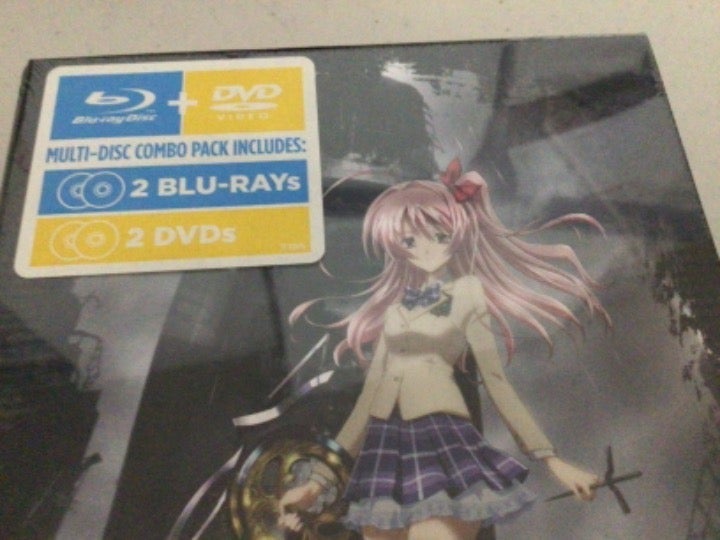 Blu-ray Disc + DVD
VIDEO
MULTI-DISC COMBO PACK INCLUDES:
2 BLU-RAYs
2 DVDs